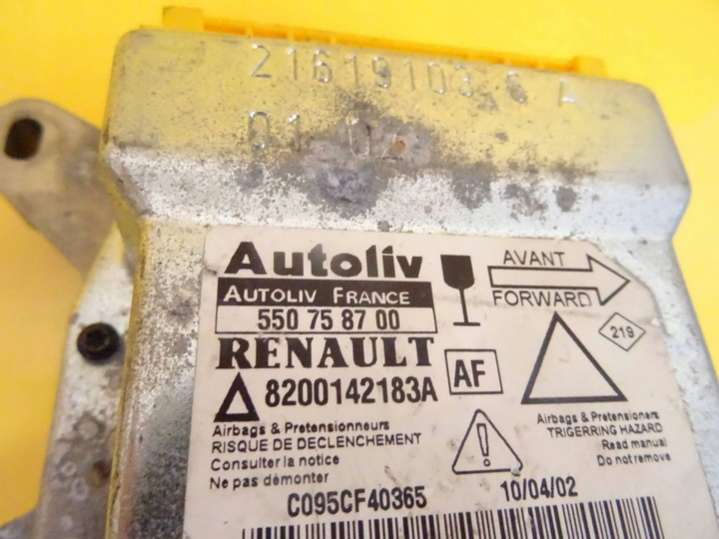 Autoliv
AUTOLIV FRANCE
550 75 87 00
RENAULT
8200142183A
AF
AVANT
FORWARD
219
Airbags & Pretensionneurs
RISQUE DE DECLENCHEMENT
Consulter la notice
Ne pas démonter
Airbags & Pretensioners
TRIGERRING HAZARD
Read manual
Do not remove
C095CF40365
10/04/02